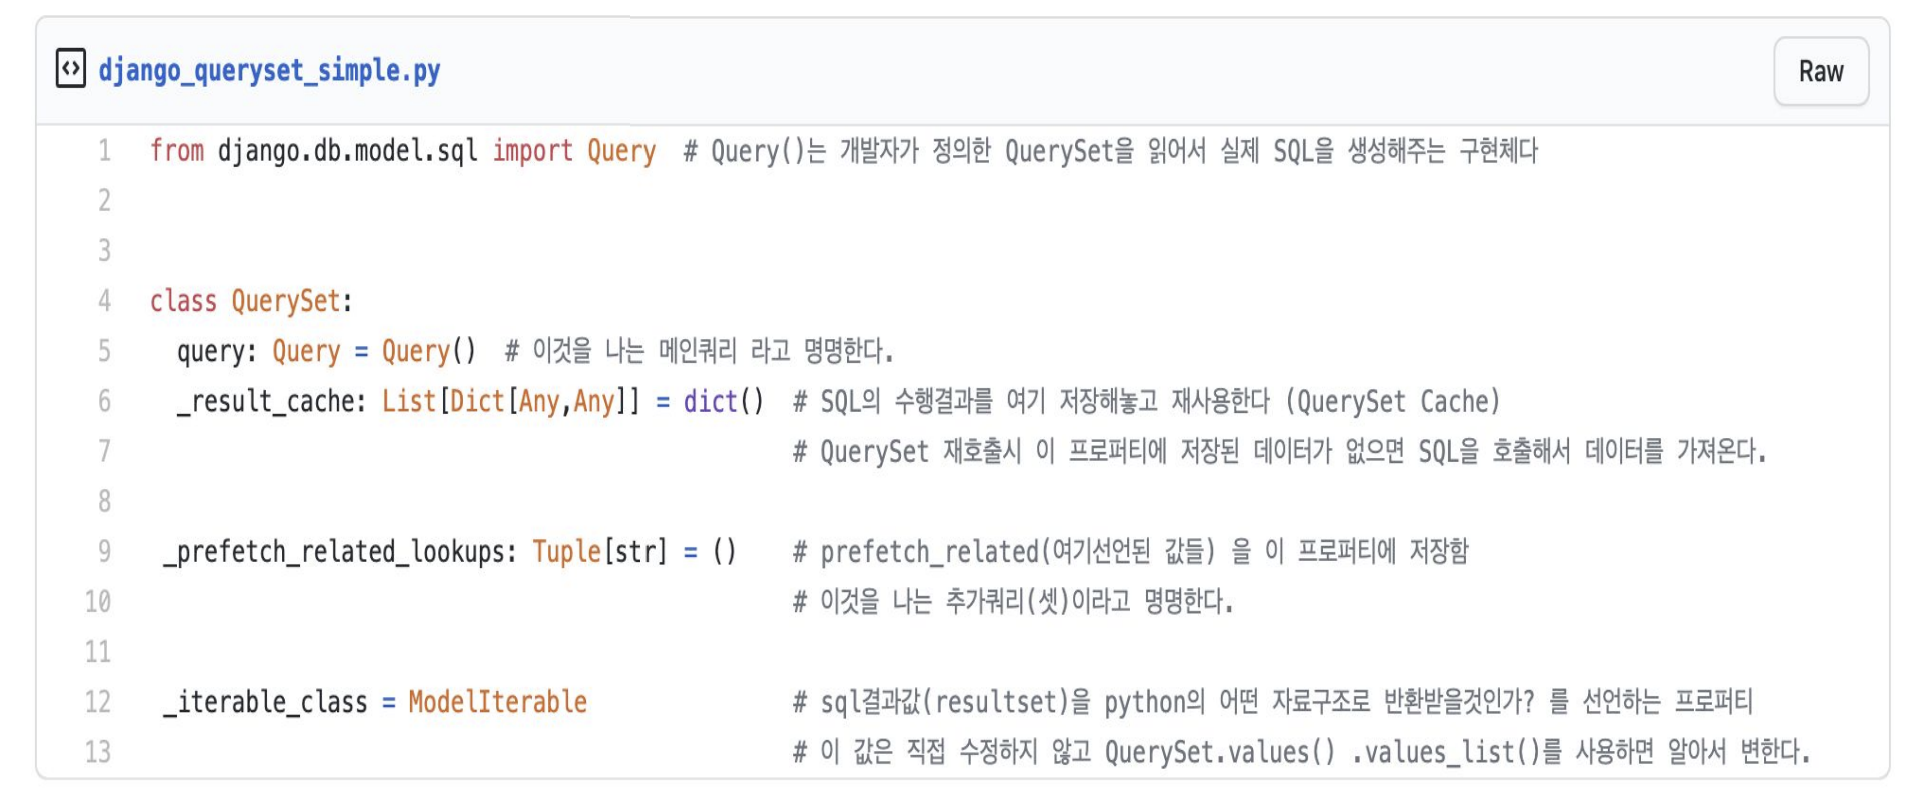 django_queryset_simple.py
Raw
1 from django.db.model.sql import Query # Query()는 개발자가 정의한 QuerySet을 읽어서 실제 SQL을 생성해주는 구현체다
2
3
4 class QuerySet:
5 query: Query = Query() # 이것을 나는 메인쿼리 라고 명명한다.
6 _result_cache: List[Dict[Any,Any]] = dict() # SQL의 수행결과를 여기 저장해놓고 재사용한다 (QuerySet Cache)
7 # QuerySet 재호출시 이 프로퍼티에 저장된 데이터가 없으면 SQL을 호출해서 데이터를 가져온다.
8
9 _prefetch_related_lookups: Tuple[str] = () # prefetch_related(여기선언된 값들) 을 이 프로퍼티에 저장함
10 # 이것을 나는 추가쿼리(셋)이라고 명명한다.
11
12 _iterable_class = ModelIterable # sql결과값(resultset)을 python의 어떤 자료구조로 반환받을것인가? 를 선언하는 프로퍼티
13 # 이 값은 직접 수정하지 않고 QuerySet.values() .values_list()를 사용하면 알아서 변한다.